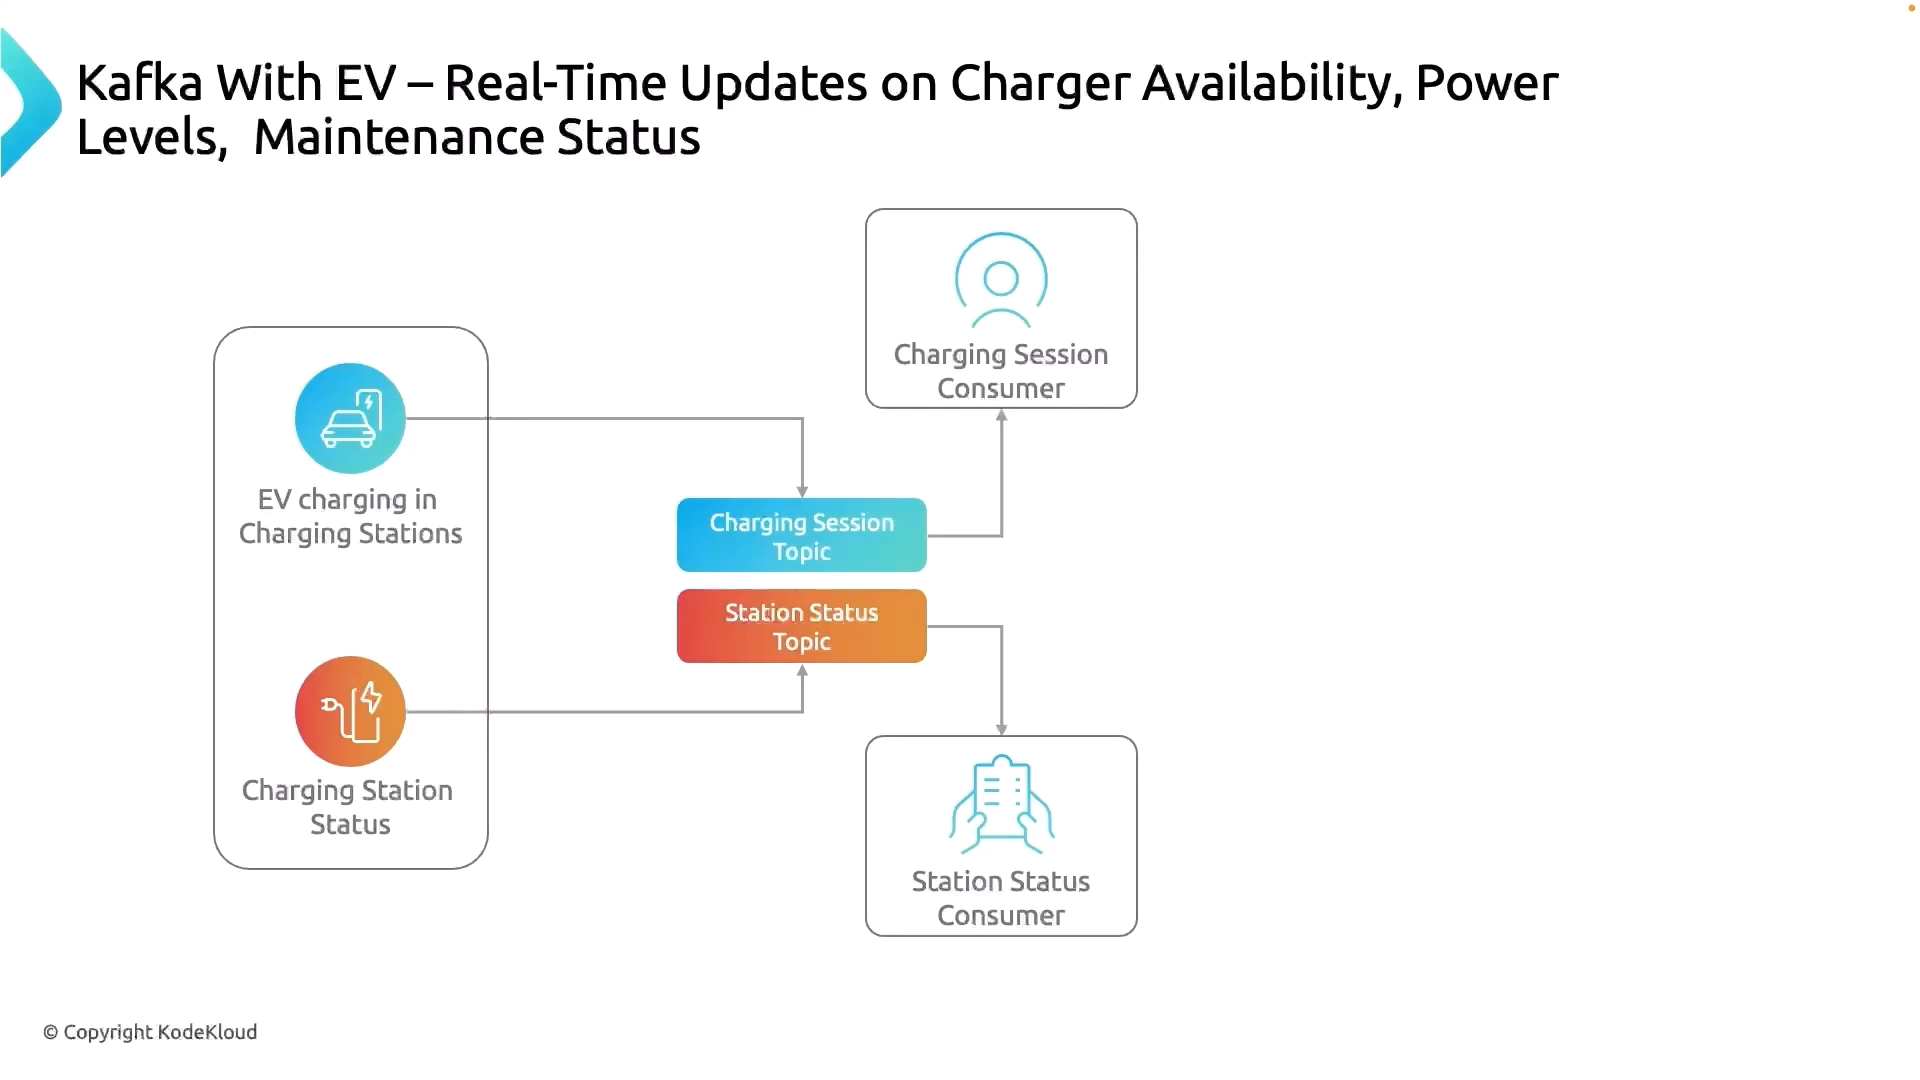 Kafka With EV – Real-Time Updates on Charger Availability, Power
Levels,  Maintenance Status
Charging Session
Consumer
EV charging in
Charging Stations
Charging Session
Topic
Station Status
Topic
Charging Station
Status
Station Status
Consumer
© Copyright KodeKloud